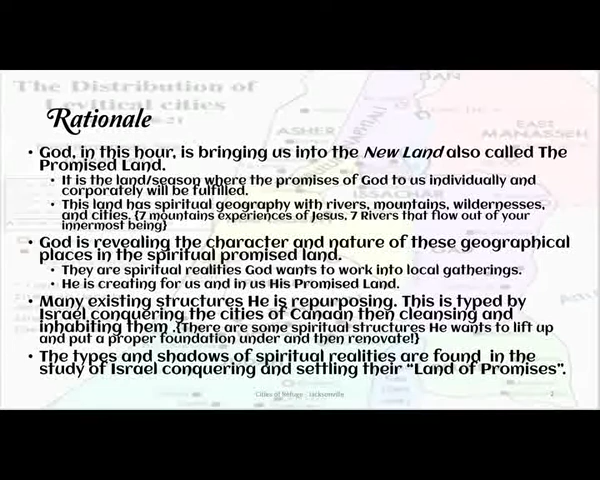 The Distribution of
Levitical cities
DAN
Rationale
ASHER
NAPHTALI
EAST
MANASSEH
• God, in this hour, is bringing us into the New Land also called The
Promised Land.
• It is the land/season where the promises of God to us individually and
corporately will be fulfilled.
• This land has spiritual geography with rivers, mountains, wildernesses,
and cities. {7 mountains experiences of Jesus, 7 Rivers that flow out of your
innermost being}
ISSACHAR
• God is revealing the character and nature of these geographical
places in the spiritual promised land.
• They are spiritual realities God wants to work into local gatherings.
• He is creating for us and in us His Promised Land.
• Many existing structures He is repurposing. This is typed by
Israel conquering the cities of Canaan then cleansing and
inhabiting them .{There are some spiritual structures He wants to lift up
and put a proper foundation under and then renovate!}
• The types and shadows of spiritual realities are found in the
study of Israel conquering and settling their “Land of Promises”.
Cities of Refuge - Jacksonville
2